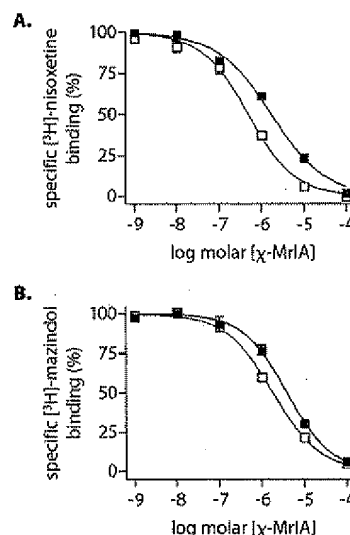 A.
specific [³H]-nisoxetine
binding (%)
100
75
50
25
0
-9 -8 -7 -6 -5 -4
log molar [χ-MrIA]
B.
specific [³H]-mazindol
binding (%)
100
75
50
25
0
-9 -8 -7 -6 -5 -4
log molar [χ-MrIA]